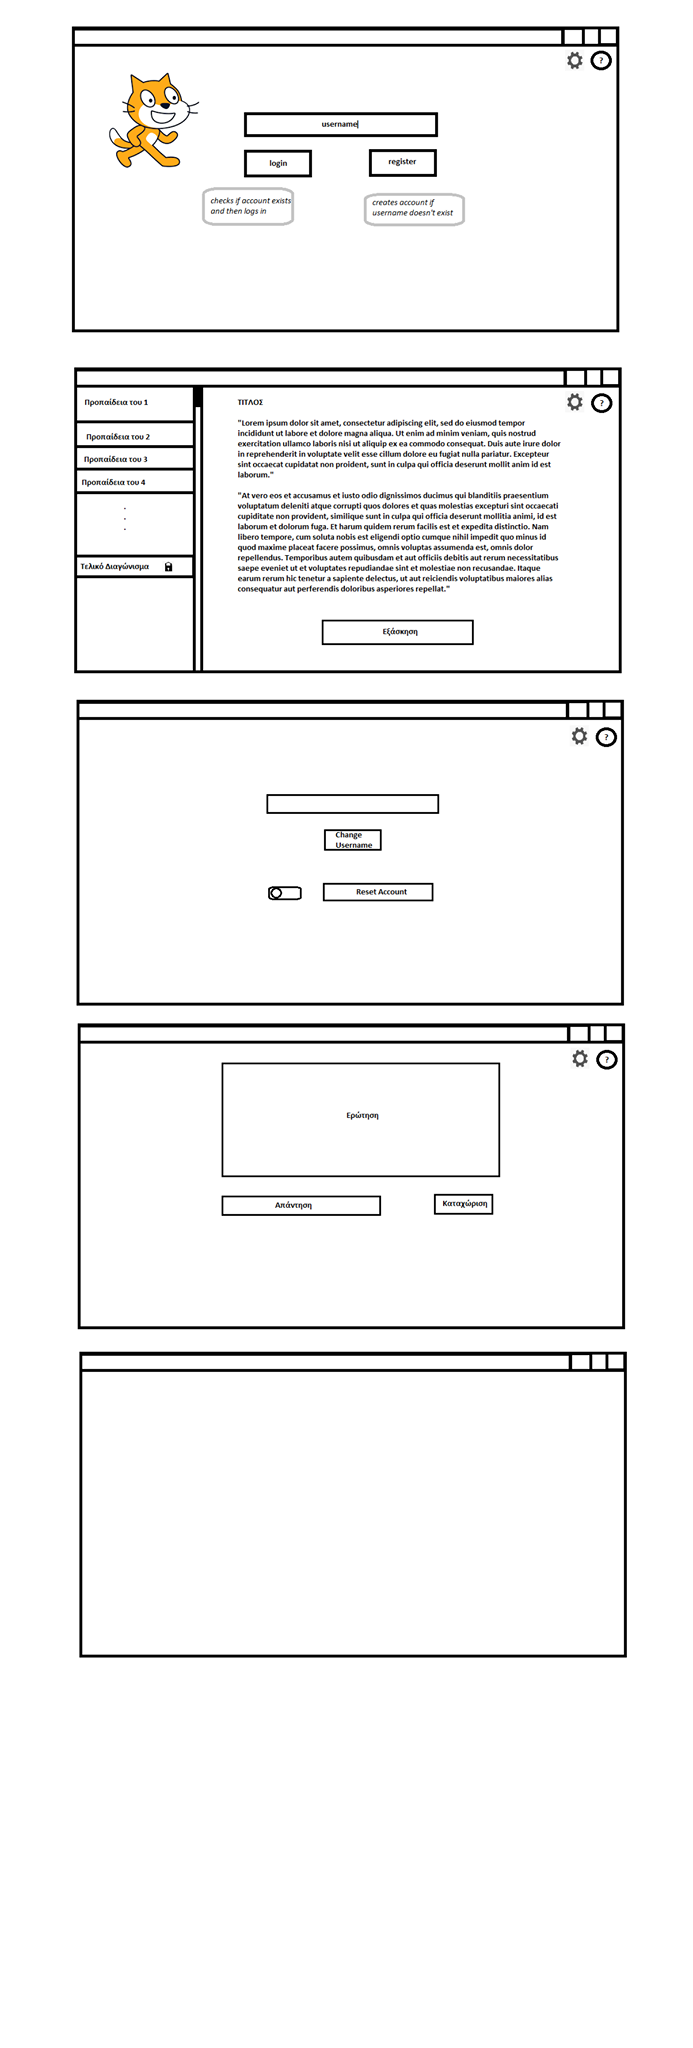 ?
username
login
register
checks if account exists
and then logs in
creates account if
username doesn't exist
Προπαίδεια του 1
Προπαίδεια του 2
Προπαίδεια του 3
Προπαίδεια του 4
.
.
.
Τελικό Διαγώνισμα
?
ΤΙΤΛΟΣ
"Lorem ipsum dolor sit amet, consectetur adipiscing elit, sed do eiusmod tempor
incididunt ut labore et dolore magna aliqua. Ut enim ad minim veniam, quis nostrud
exercitation ullamco laboris nisi ut aliquip ex ea commodo consequat. Duis aute irure dolor
in reprehenderit in voluptate velit esse cillum dolore eu fugiat nulla pariatur. Excepteur
sint occaecat cupidatat non proident, sunt in culpa qui officia deserunt mollit anim id est
laborum."
"At vero eos et accusamus et iusto odio dignissimos ducimus qui blanditiis praesentium
voluptatum deleniti atque corrupti quos dolores et quas molestias excepturi sint occaecati
cupiditate non provident, similique sunt in culpa qui officia deserunt mollitia animi, id est
laborum et dolorum fuga. Et harum quidem rerum facilis est et expedita distinctio. Nam
libero tempore, cum soluta nobis est eligendi optio cumque nihil impedit quo minus id
quod maxime placeat facere possimus, omnis voluptas assumenda est, omnis dolor
repellendus. Temporibus autem quibusdam et aut officiis debitis aut rerum necessitatibus
saepe eveniet ut et voluptates repudiandae sint et molestiae non recusandae. Itaque
earum rerum hic tenetur a sapiente delectus, ut aut reiciendis voluptatibus maiores alias
consequatur aut perferendis doloribus asperiores repellat."
Εξάσκηση
?
Change
Username
Reset Account
?
Ερώτηση
Απάντηση
Καταχώριση